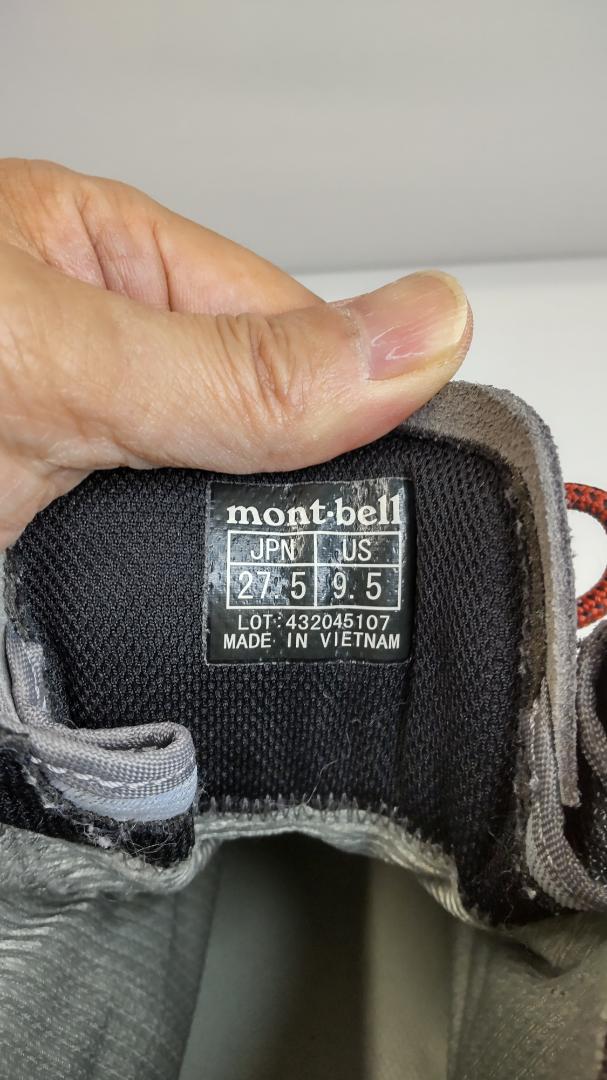 mont-bell
JPN US
27.5 9.5
LOT:432045107
MADE IN VIETNAM